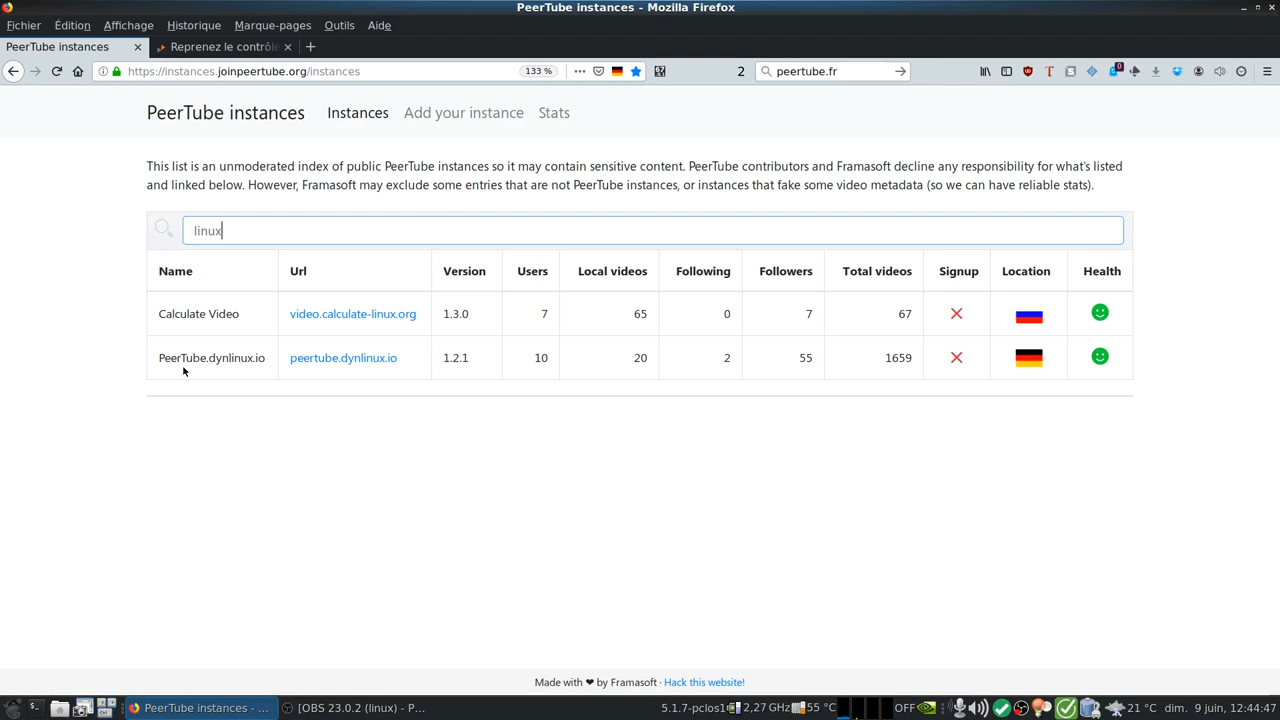 PeerTube instances - Mozilla Firefox
Fichier Édition Affichage Historique Marque-pages Outils Aide
PeerTube instances × Reprenez le contrôle × +
https://instances.joinpeertube.org/instances 133 % 2 peertube.fr 0
PeerTube instances Instances Add your instance Stats
This list is an unmoderated index of public PeerTube instances so it may contain sensitive content. PeerTube contributors and Framasoft decline any responsibility for what's listed
and linked below. However, Framasoft may exclude some entries that are not PeerTube instances, or instances that fake some video metadata (so we can have reliable stats).
linux
Name Url Version Users Local videos Following Followers Total videos Signup Location Health
Calculate Video video.calculate-linux.org 1.3.0 7 65 0 7 67
PeerTube.dynlinux.io peertube.dynlinux.io 1.2.1 10 20 2 55 1659
Made with ❤ by Framasoft · Hack this website!
PeerTube instances - ... [OBS 23.0.2 (linux) - P... 5.1.7-pclos1 2,27 GHz 55 °C OFF 21 °C dim. 9 juin, 12:44:47